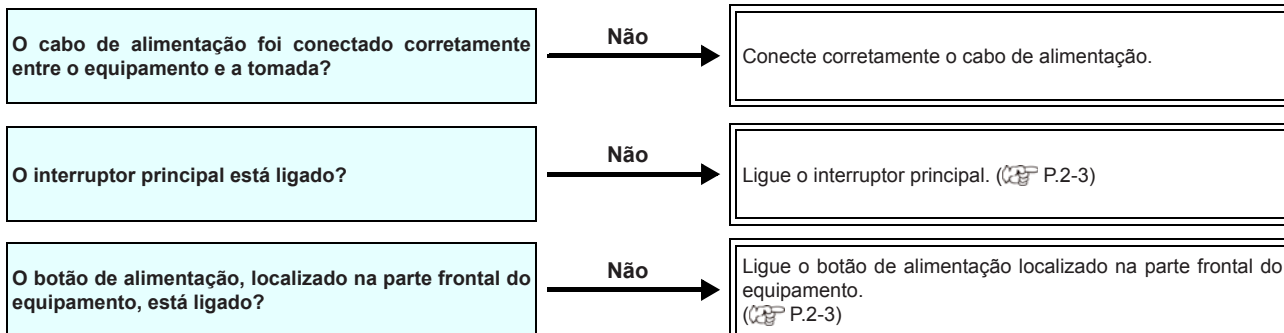 O cabo de alimentação foi conectado corretamente
entre o equipamento e a tomada?
Não
Conecte corretamente o cabo de alimentação.
O interruptor principal está ligado?
Não
Ligue o interruptor principal. ( P.2-3)
O botão de alimentação, localizado na parte frontal do
equipamento, está ligado?
Não
Ligue o botão de alimentação localizado na parte frontal do
equipamento.
( P.2-3)